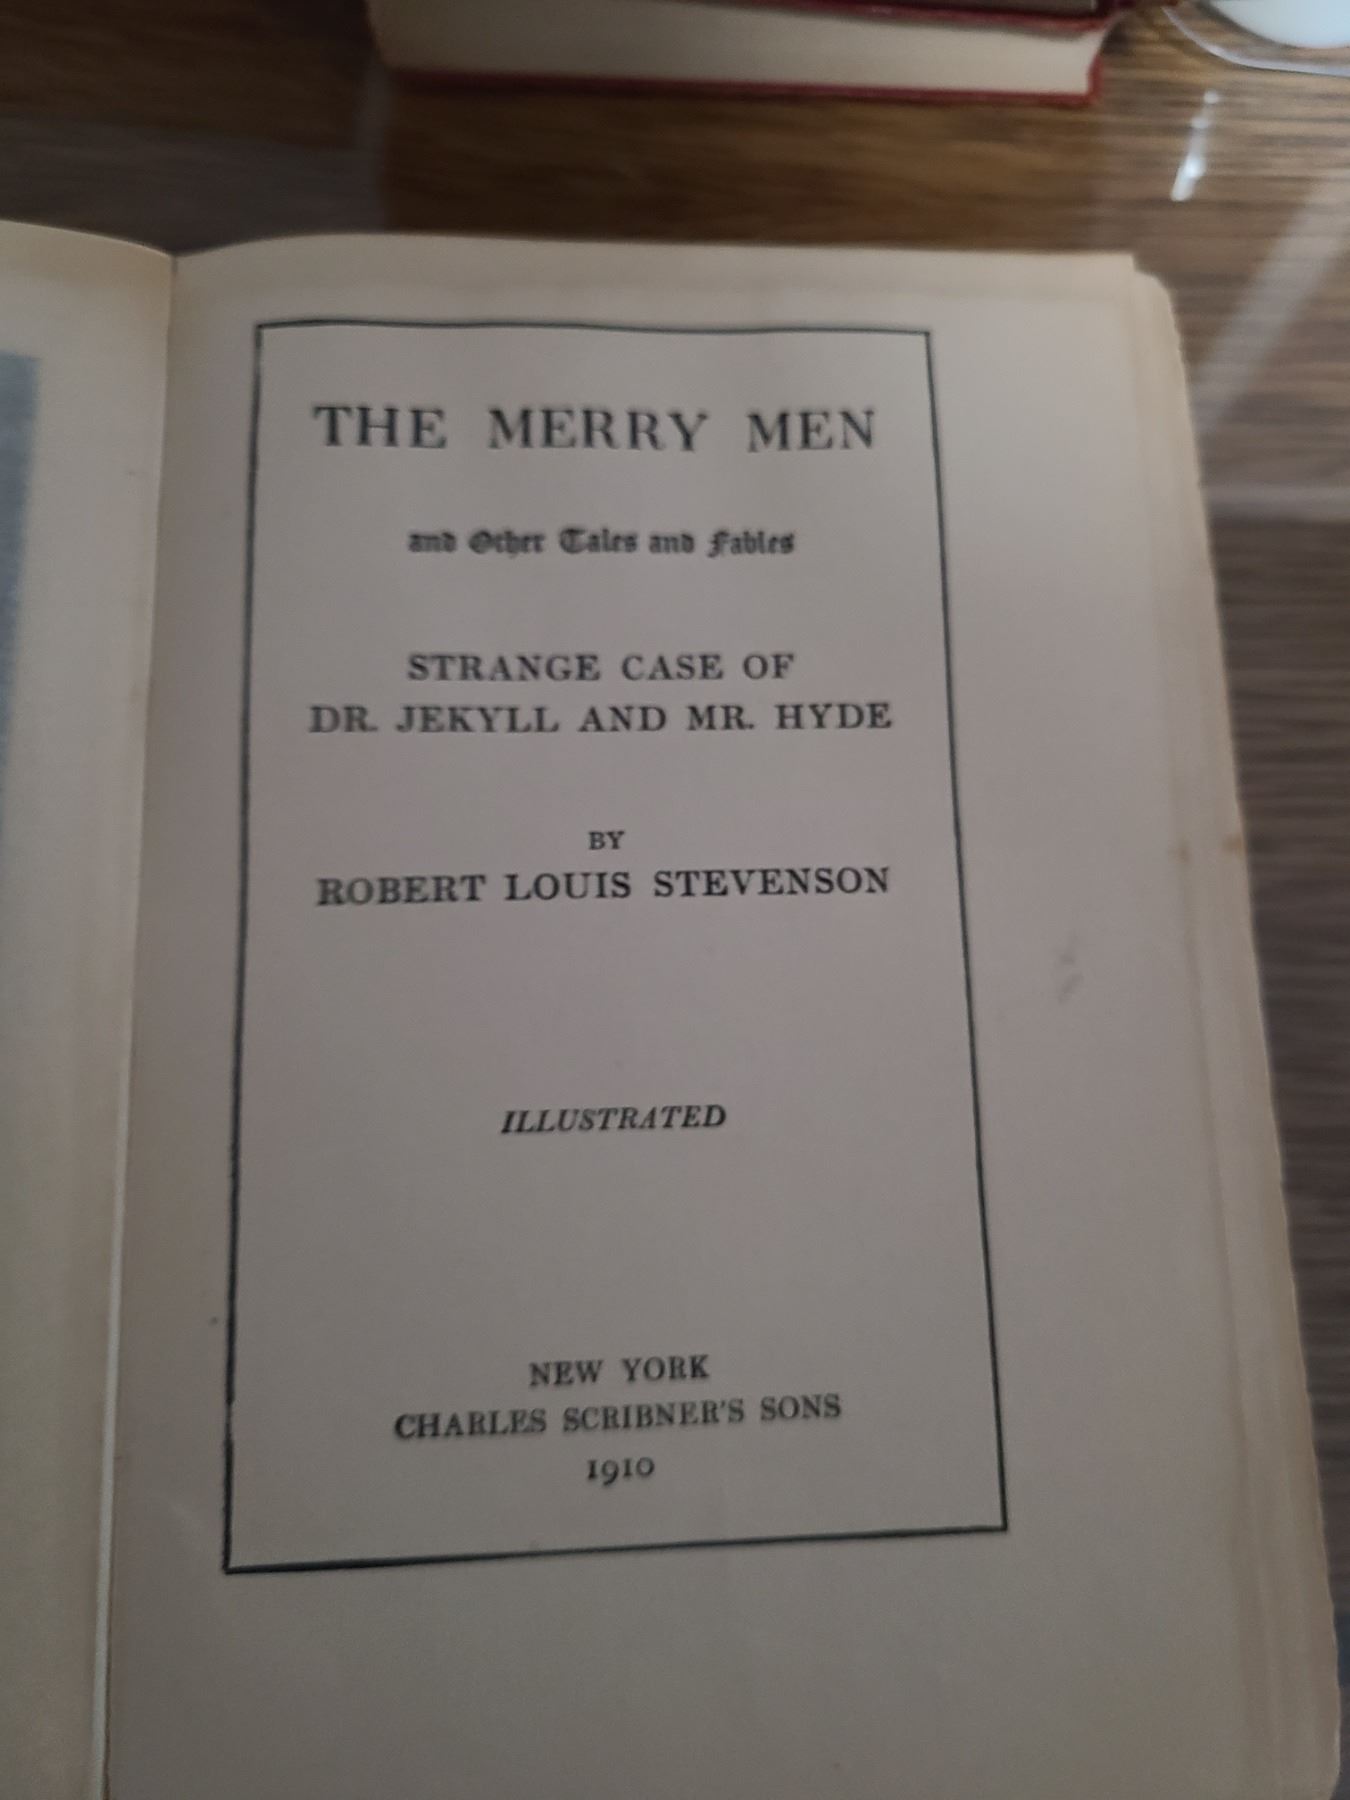 THE MERRY MEN
and Other Tales and Fables
STRANGE CASE OF
DR. JEKYLL AND MR. HYDE
BY
ROBERT LOUIS STEVENSON
ILLUSTRATED
NEW YORK
CHARLES SCRIBNER'S SONS
1910